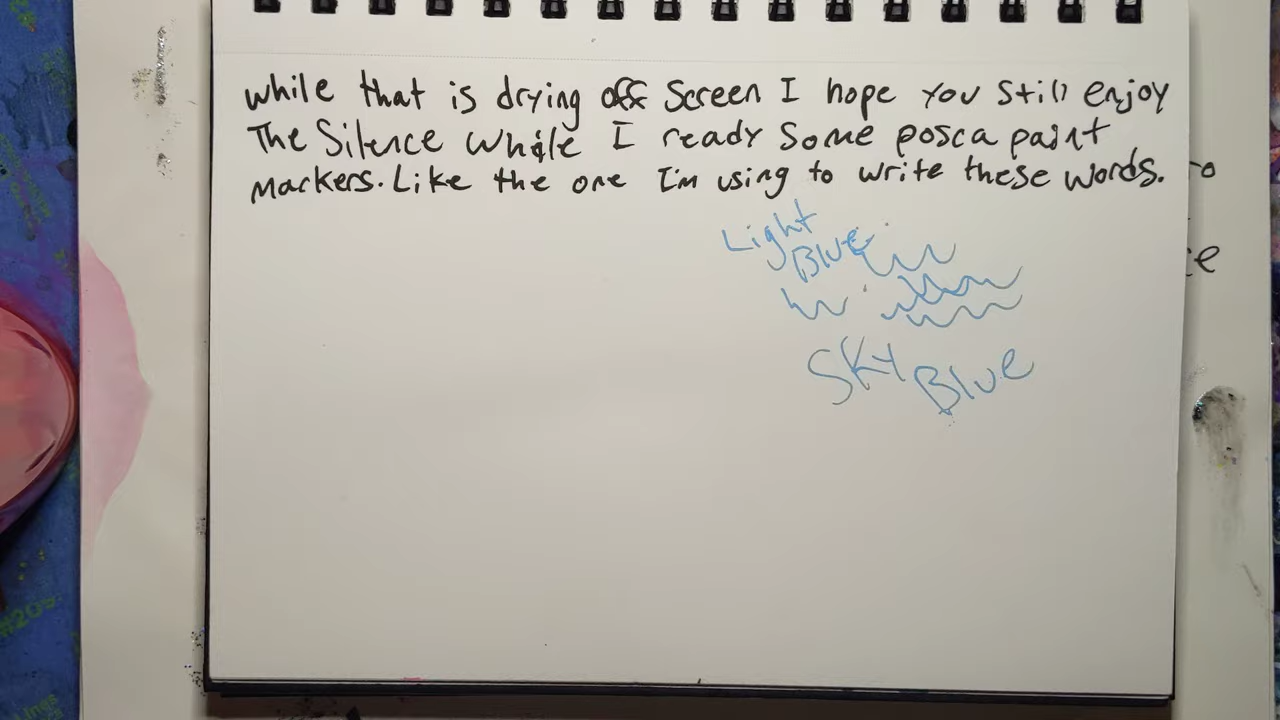 while that is drying off Screen I hope you still enjoy
The Silence while I ready Some posca paint
markers. Like the one I'm using to write these words.
Light
Blue
SKY Blue